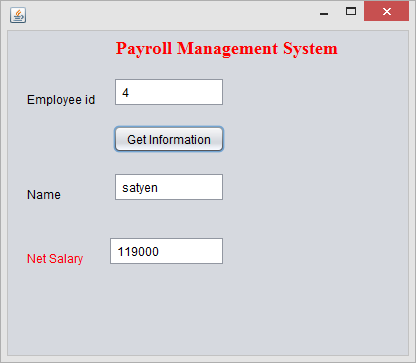 Payroll Management System
Employee id 4
Get Information
Name satyen
Net Salary 119000